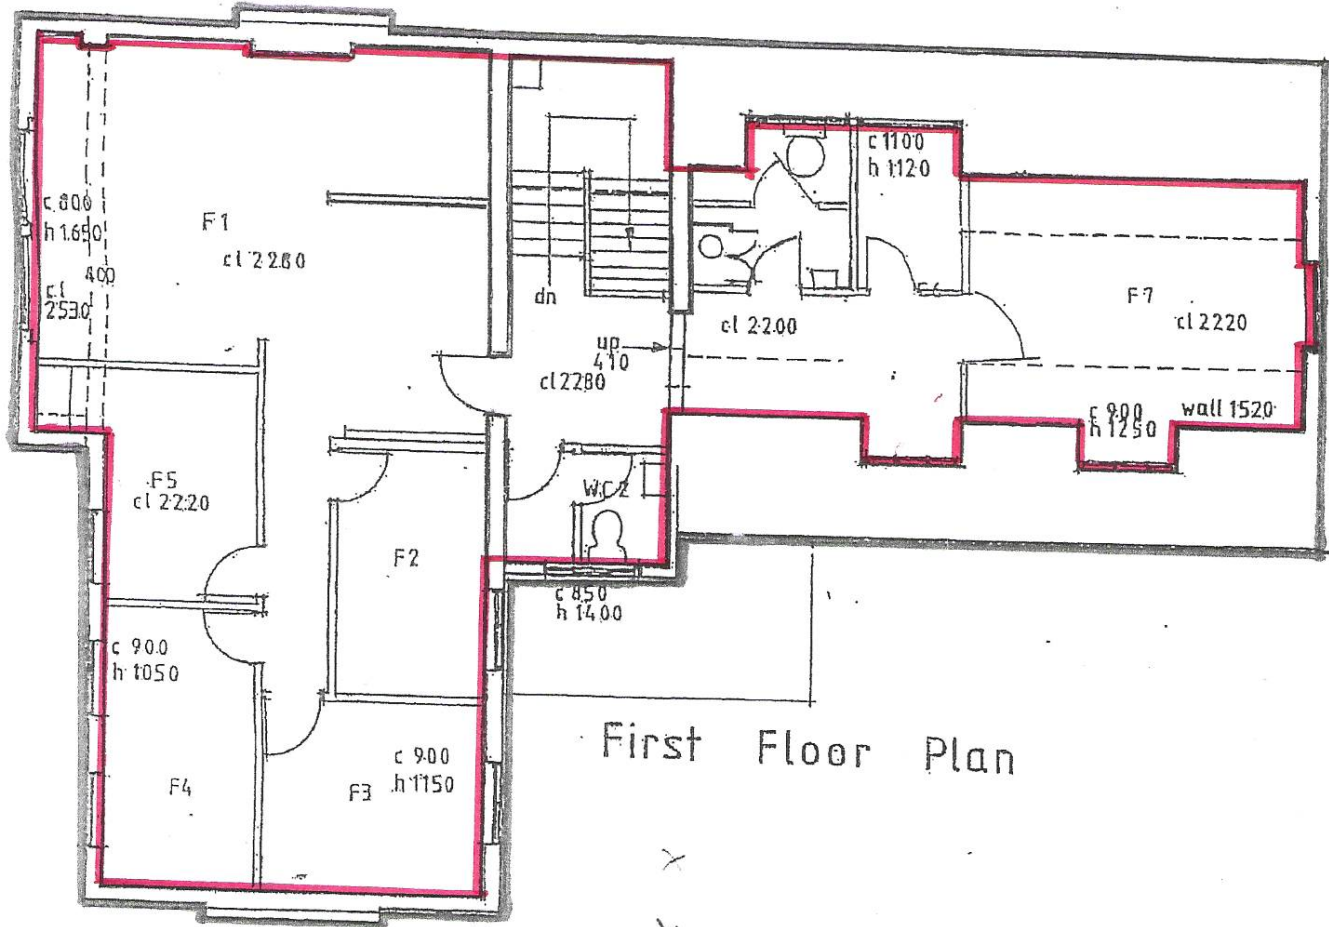 c 1100
h 1120
c 800
h 1650
F1
cl 2280
400
cl
2530
dn
cl 2200
F6
F7
cl 2220
up
410
cl 2280
c 900
h 1250
wall 1520
F5
cl 2220
W.C 2
F2
c 850
h 1400
c 900
h 1050
First Floor Plan
c 900
h 1150
F4
F3